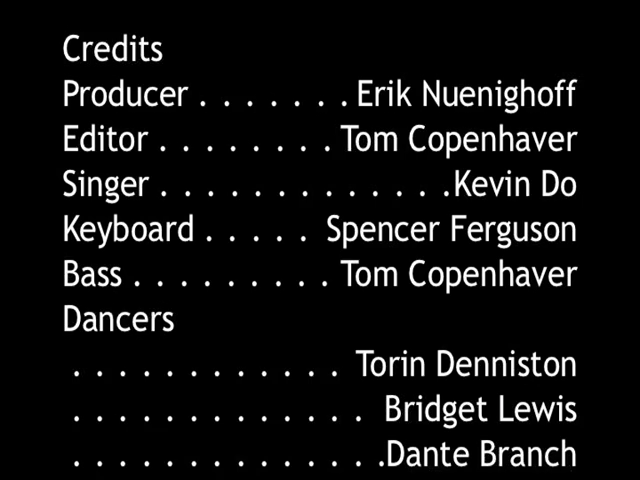 Credits
Producer . . . . . . . Erik Nuenighoff
Editor . . . . . . . . Tom Copenhaver
Singer . . . . . . . . . . . . .Kevin Do
Keyboard . . . . . Spencer Ferguson
Bass . . . . . . . . . Tom Copenhaver
Dancers
. . . . . . . . . . . . Torin Denniston
. . . . . . . . . . . . . Bridget Lewis
. . . . . . . . . . . . . .Dante Branch